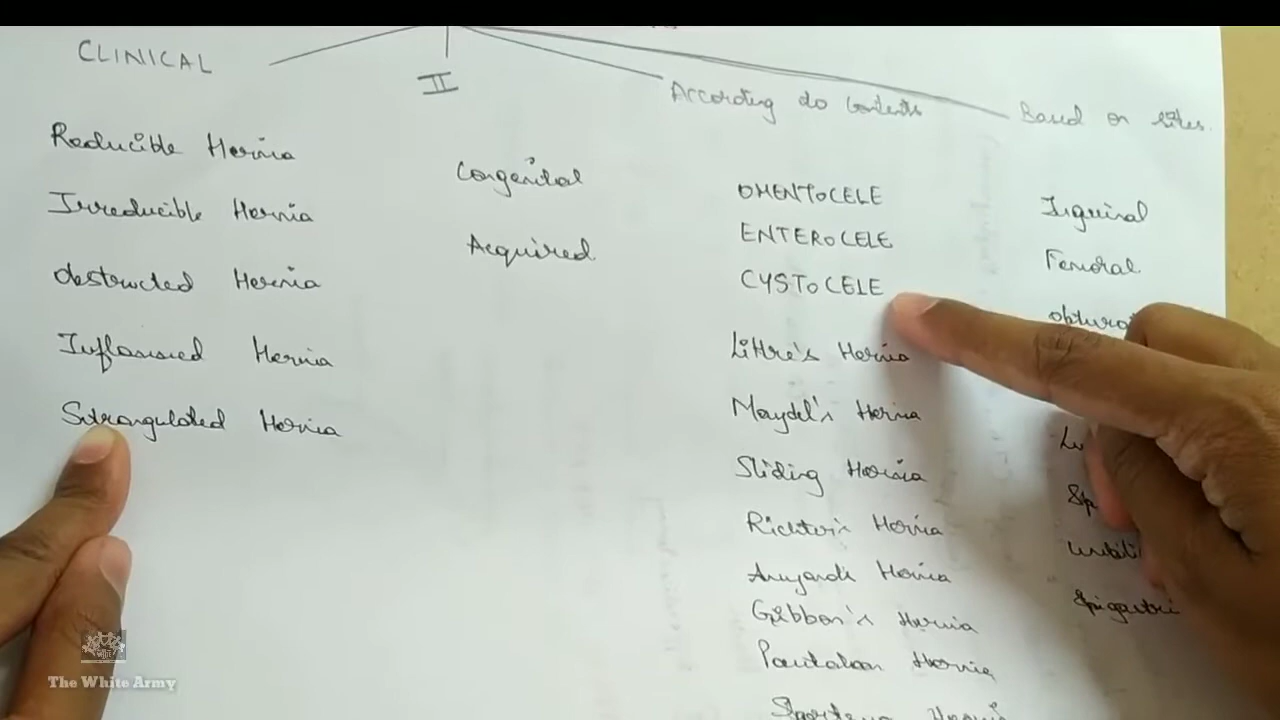 CLINICAL
II
According to Contents
Based on sites.
Reducible Hernia
Irreducible Hernia
Obstructed Hernia
Inflammed Hernia
Strangulated Hernia
Congenital
Acquired
OMENTOCELE
ENTEROCELE
CYSTOCELE
Littre's Hernia
Maydl's Hernia
Sliding Hernia
Richter's Hernia
Hernia
Gibbon's Hernia
Pantaloon Hernia
Inguinal
Femoral
The White Army